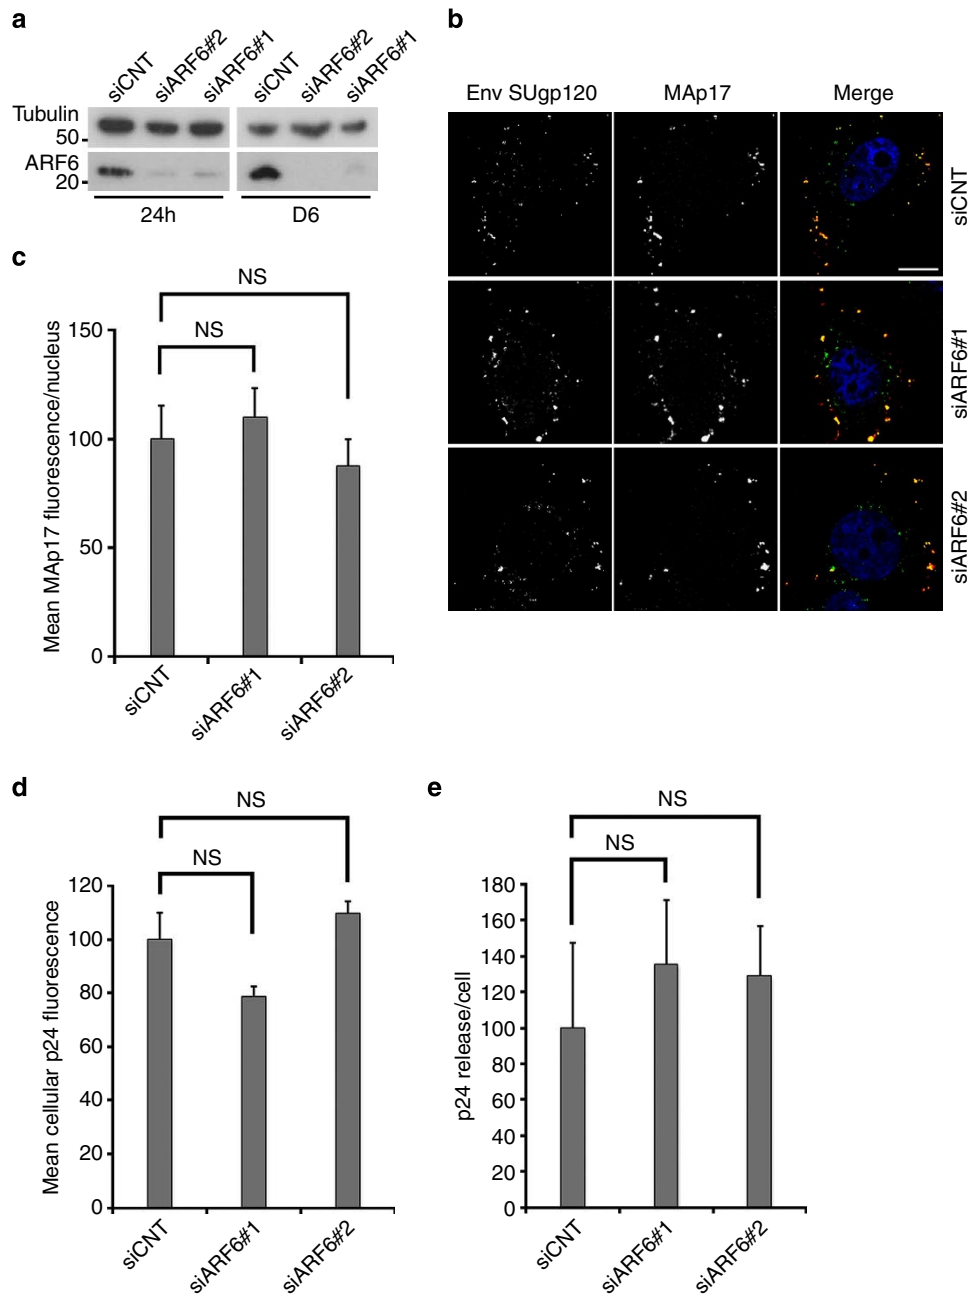 a
siCNT
siARF6#2
siARF6#1
siCNT
siARF6#2
siARF6#1
Tubulin
50
ARF6
20
24h
D6
b
Env SUgp120
MAp17
Merge
siCNT
siARF6#1
siARF6#2
c
NS
NS
Mean MAp17 fluorescence/nucleus
150
100
50
0
siCNT
siARF6#1
siARF6#2
d
NS
NS
Mean cellular p24 fluorescence
120
100
80
60
40
20
0
siCNT
siARF6#1
siARF6#2
e
NS
NS
p24 release/cell
180
160
140
120
100
80
60
40
20
0
siCNT
siARF6#1
siARF6#2